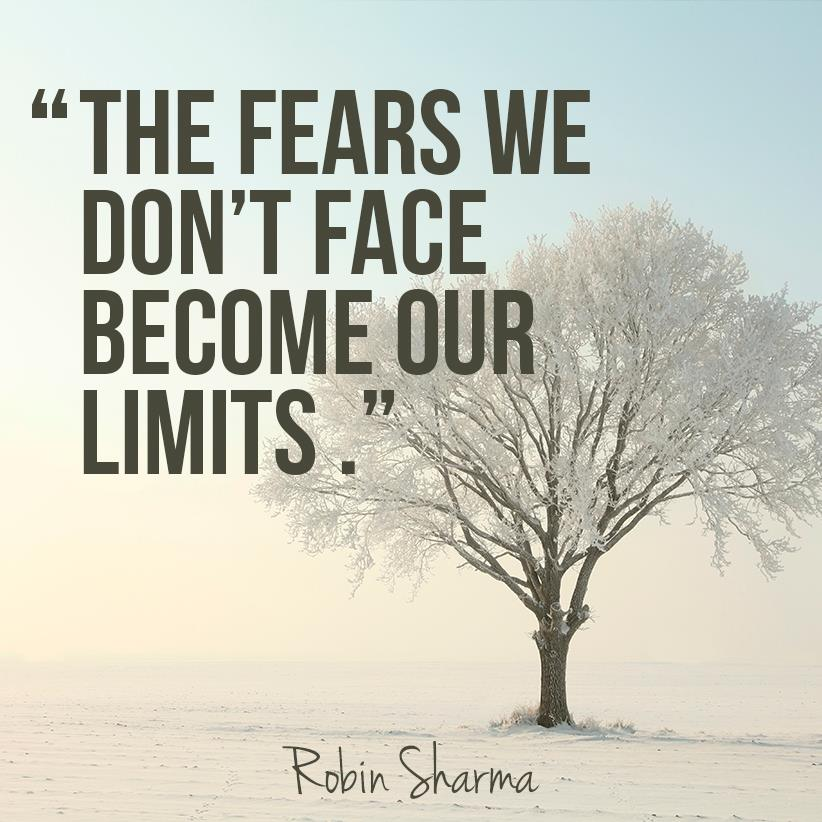 “THE FEARS WE
DON’T FACE
BECOME OUR
LIMITS .”
Robin Sharma